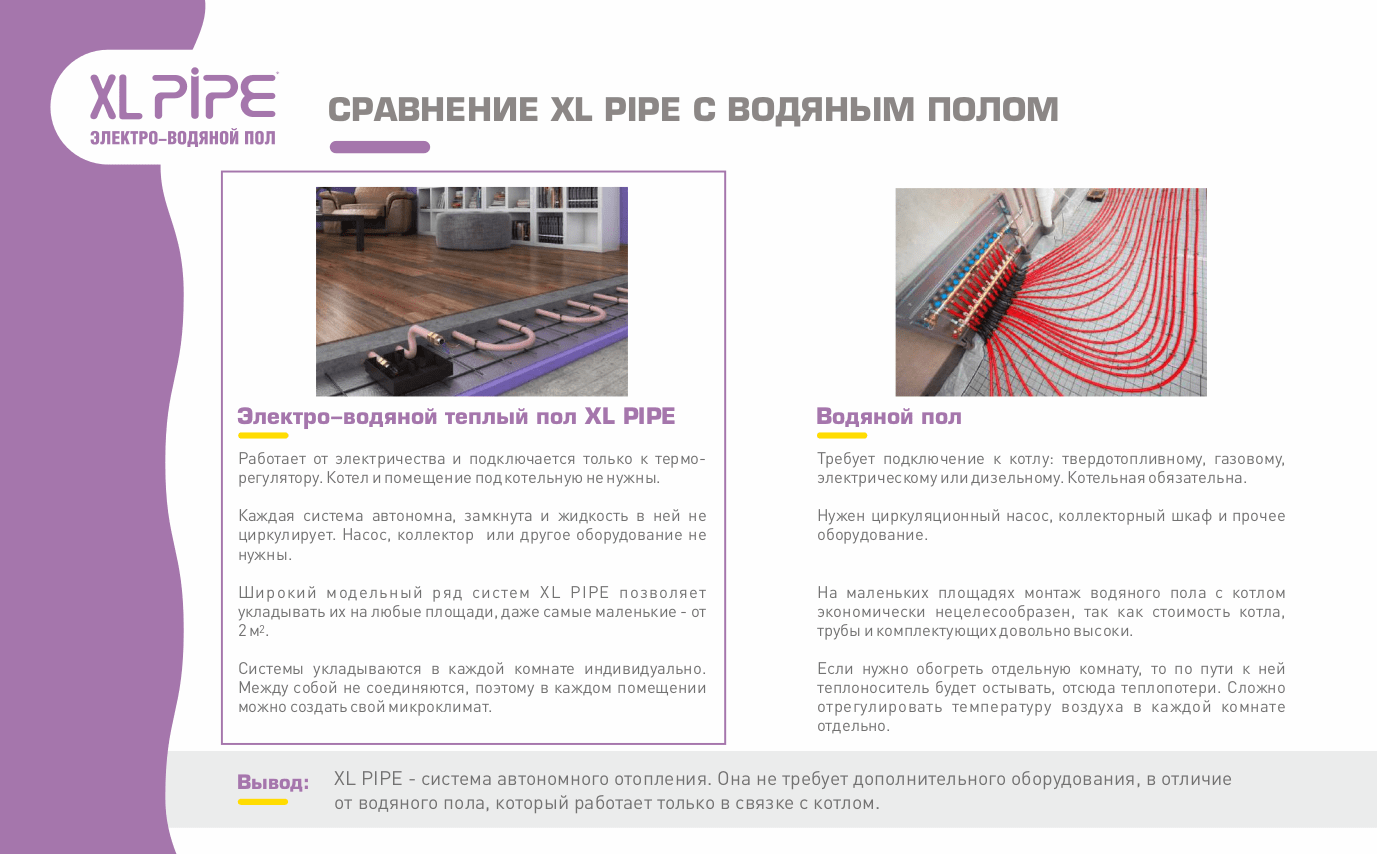 XL PIPE
ЭЛЕКТРО-ВОДЯНОЙ ПОЛ
СРАВНЕНИЕ XL PIPE С ВОДЯНЫМ ПОЛОМ
Электро-водяной теплый пол XL PIPE
Работает от электричества и подключается только к термо-
регулятору. Котел и помещение под котельную не нужны.
Каждая система автономна, замкнута и жидкость в ней не
циркулирует. Насос, коллектор или другое оборудование не
нужны.
Широкий модельный ряд систем XL PIPE позволяет
укладывать их на любые площади, даже самые маленькие - от
2 м².
Системы укладываются в каждой комнате индивидуально.
Между собой не соединяются, поэтому в каждом помещении
можно создать свой микроклимат.
Водяной пол
Требует подключение к котлу: твердотопливному, газовому,
электрическому или дизельному. Котельная обязательна.
Нужен циркуляционный насос, коллекторный шкаф и прочее
оборудование.
На маленьких площадях монтаж водяного пола с котлом
экономически нецелесообразен, так как стоимость котла,
трубы и комплектующих довольно высоки.
Если нужно обогреть отдельную комнату, то по пути к ней
теплоноситель будет остывать, отсюда теплопотери. Сложно
отрегулировать температуру воздуха в каждой комнате
отдельно.
Вывод:
XL PIPE - система автономного отопления. Она не требует дополнительного оборудования, в отличие
от водяного пола, который работает только в связке с котлом.